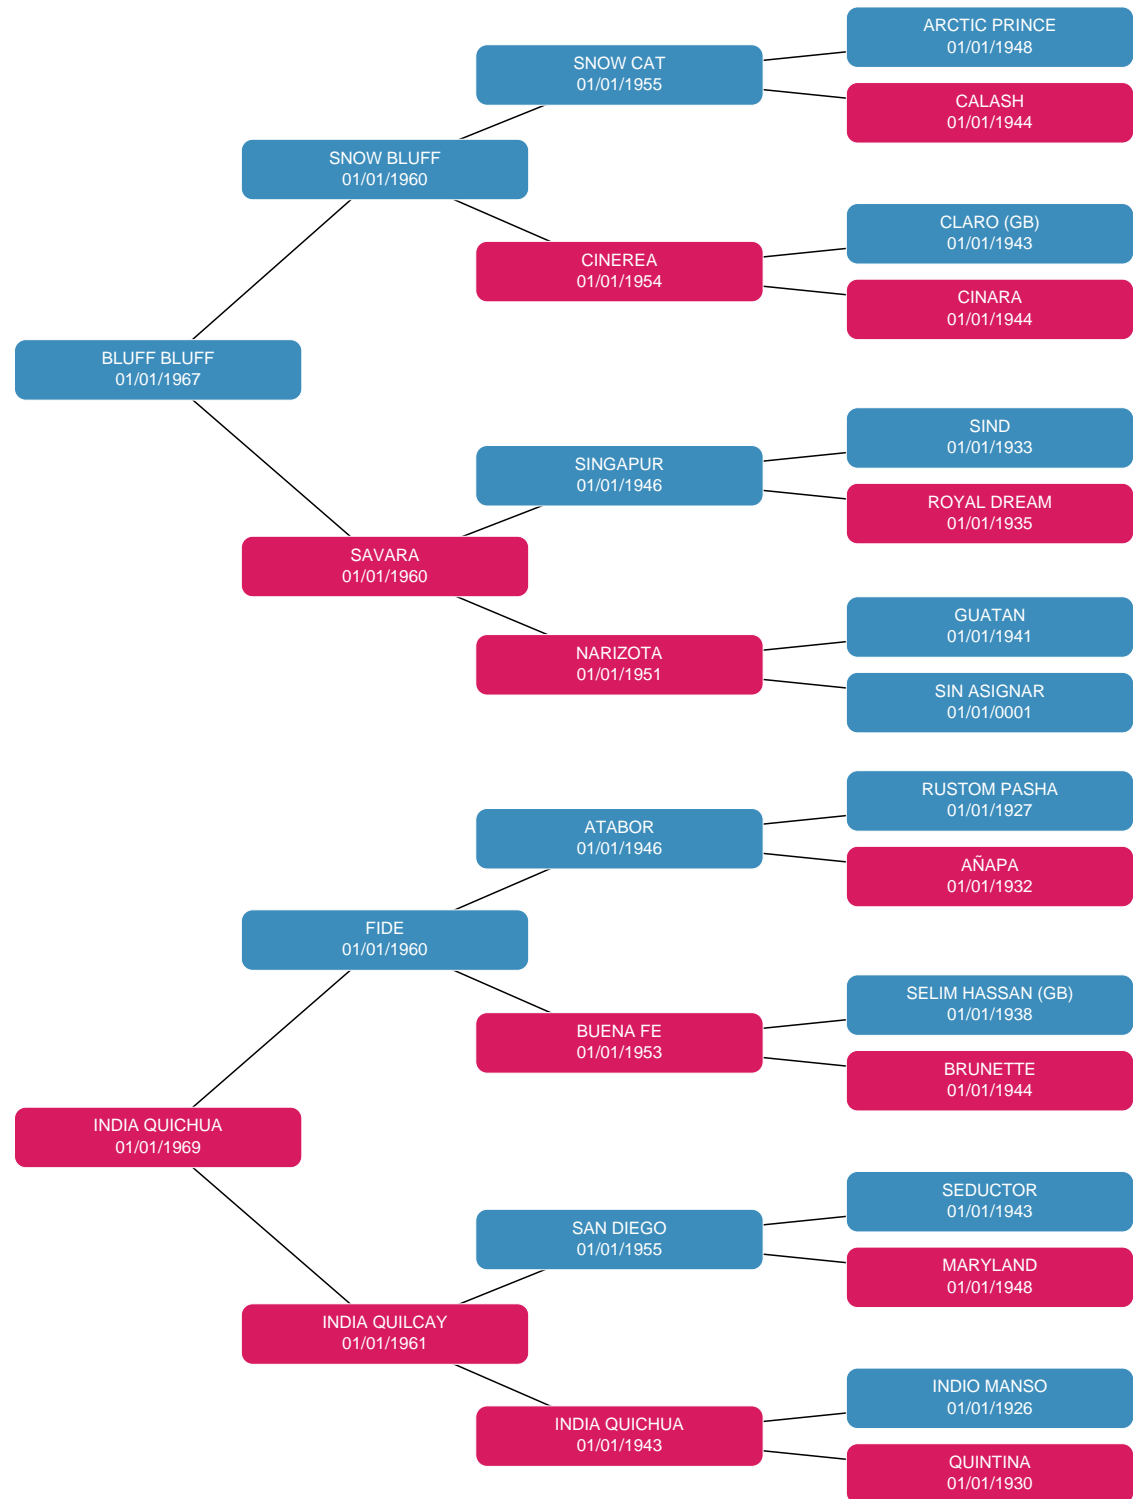 ARCTIC PRINCE
01/01/1948
SNOW CAT
01/01/1955
CALASH
01/01/1944
SNOW BLUFF
01/01/1960
CLARO (GB)
01/01/1943
CINEREA
01/01/1954
CINARA
01/01/1944
BLUFF BLUFF
01/01/1967
SIND
01/01/1933
SINGAPUR
01/01/1946
ROYAL DREAM
01/01/1935
SAVARA
01/01/1960
GUATAN
01/01/1941
NARIZOTA
01/01/1951
SIN ASIGNAR
01/01/0001
RUSTOM PASHA
01/01/1927
ATABOR
01/01/1946
AÑAPA
01/01/1932
FIDE
01/01/1960
SELIM HASSAN (GB)
01/01/1938
BUENA FE
01/01/1953
BRUNETTE
01/01/1944
INDIA QUICHUA
01/01/1969
SEDUCTOR
01/01/1943
SAN DIEGO
01/01/1955
MARYLAND
01/01/1948
INDIA QUILCAY
01/01/1961
INDIO MANSO
01/01/1926
INDIA QUICHUA
01/01/1943
QUINTINA
01/01/1930